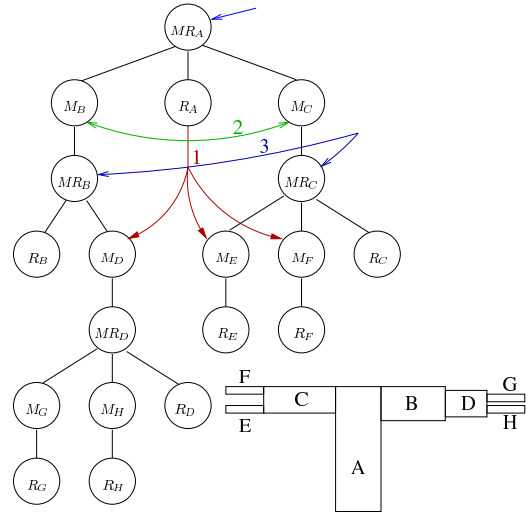 MR_A
M_B R_A M_C
2
3
1
MR_B MR_C
R_B M_D M_E M_F R_C
MR_D R_E R_F
F G
C B D
E H
M_G M_H R_D
A
R_G R_H